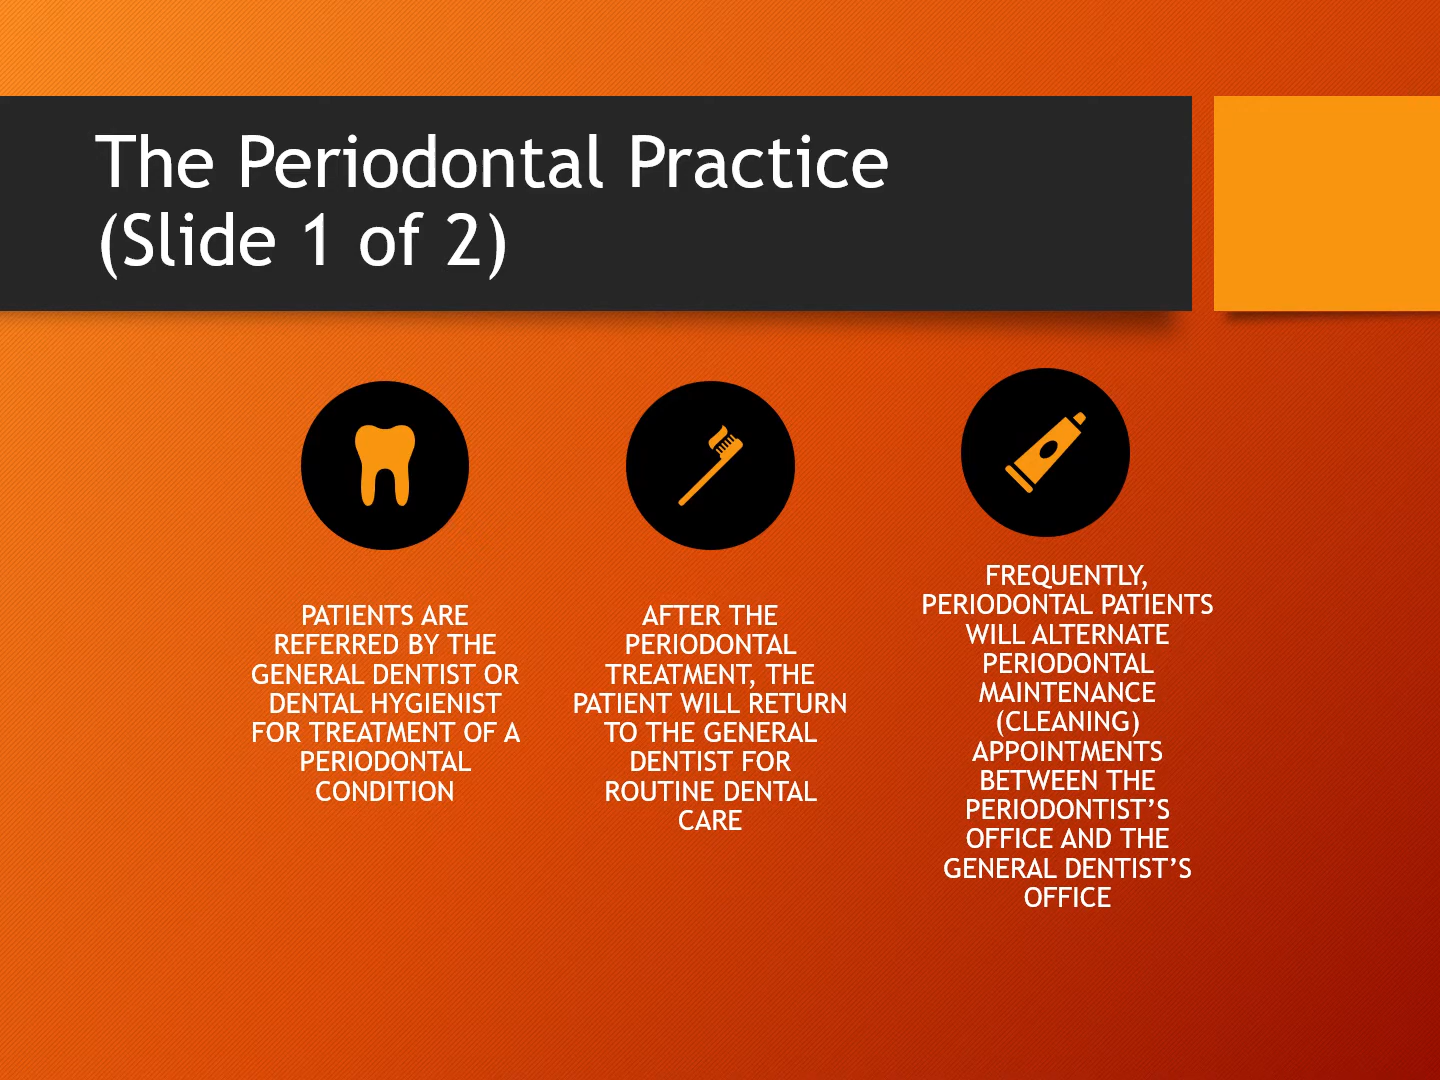 The Periodontal Practice
(Slide 1 of 2)
PATIENTS ARE
REFERRED BY THE
GENERAL DENTIST OR
DENTAL HYGIENIST
FOR TREATMENT OF A
PERIODONTAL
CONDITION
AFTER THE
PERIODONTAL
TREATMENT, THE
PATIENT WILL RETURN
TO THE GENERAL
DENTIST FOR
ROUTINE DENTAL
CARE
FREQUENTLY,
PERIODONTAL PATIENTS
WILL ALTERNATE
PERIODONTAL
MAINTENANCE
(CLEANING)
APPOINTMENTS
BETWEEN THE
PERIODONTIST’S
OFFICE AND THE
GENERAL DENTIST’S
OFFICE